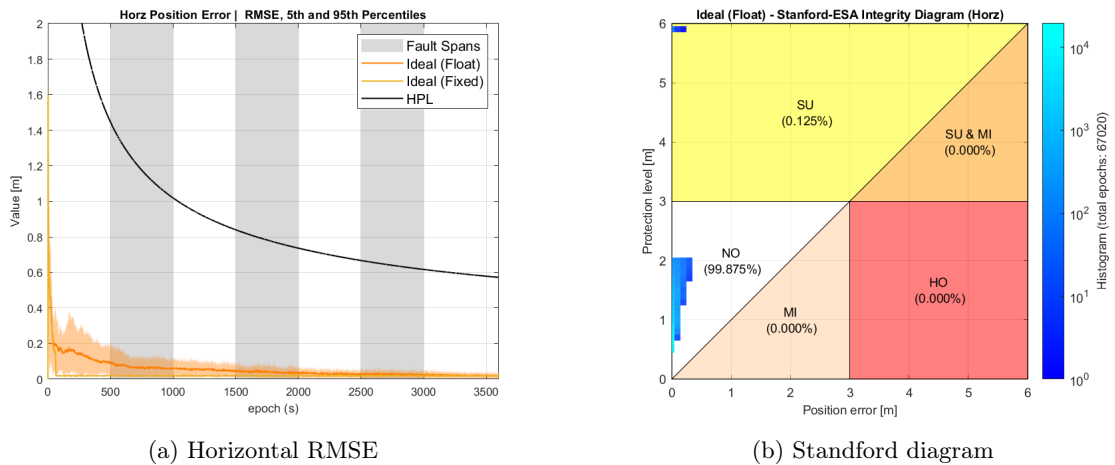 Horz Position Error | RMSE, 5th and 95th Percentiles
Value [m]
2
1.8
1.6
1.4
1.2
1
0.8
0.6
0.4
0.2
0
0
500
1000
1500
2000
2500
3000
3500
epoch (s)
Fault Spans
Ideal (Float)
Ideal (Fixed)
HPL
(a) Horizontal RMSE
Ideal (Float) - Stanford-ESA Integrity Diagram (Horz)
Protection level [m]
6
5
4
3
2
1
0
0
1
2
3
4
5
6
Position error [m]
SU
(0.125%)
SU & MI
(0.000%)
NO
(99.875%)
MI
(0.000%)
HO
(0.000%)
10^4
10^3
10^2
10^1
10^0
Histogram (total epochs: 67020)
(b) Standford diagram